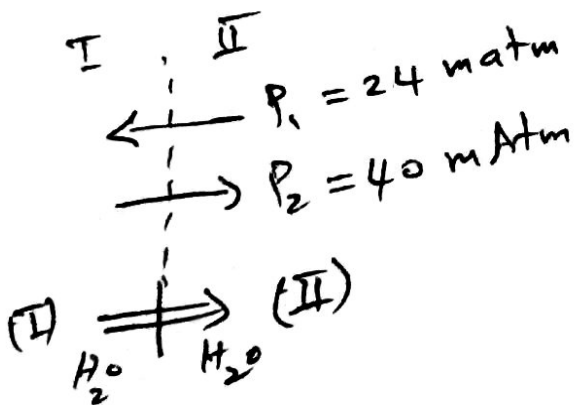 I II
P₁ = 24 matm
P₂ = 40 mAtm
(I) (II)
H₂O H₂O